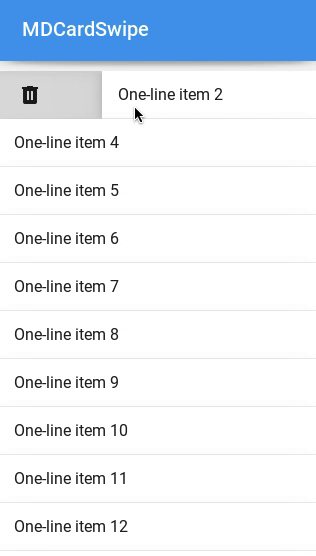 MDCardSwipe
One-line item 2
One-line item 4
One-line item 5
One-line item 6
One-line item 7
One-line item 8
One-line item 9
One-line item 10
One-line item 11
One-line item 12